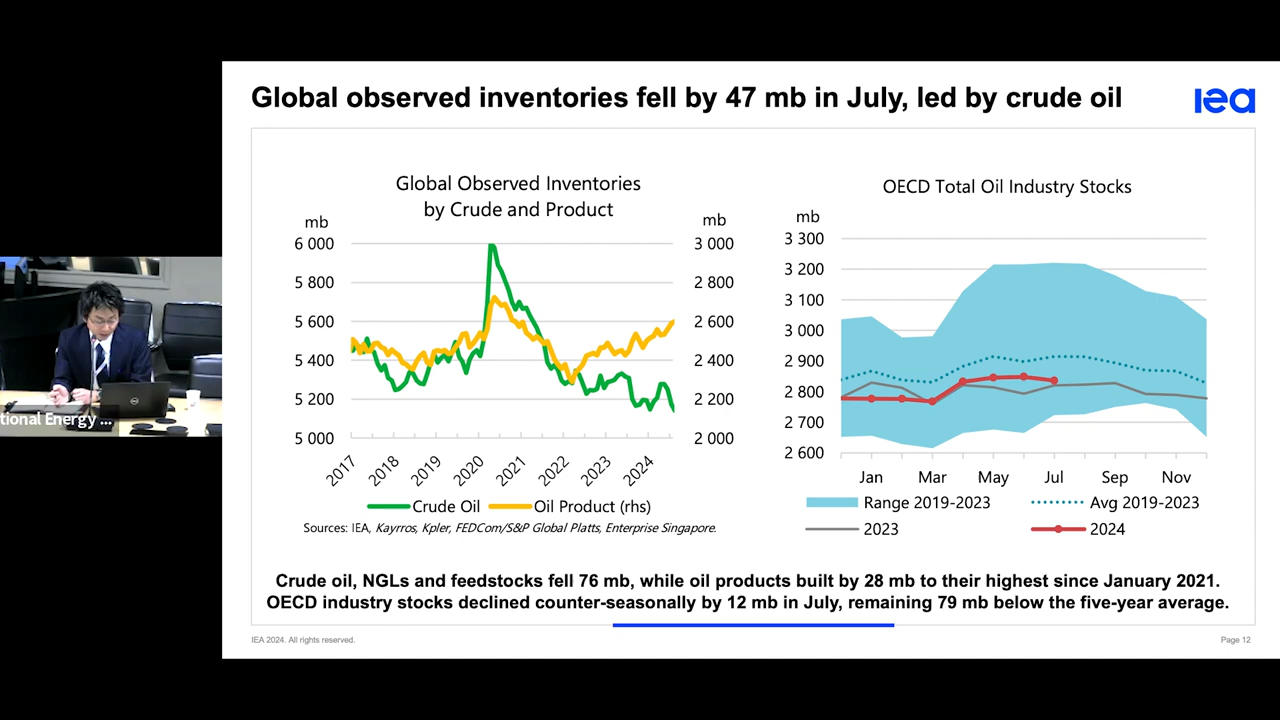 Global observed inventories fell by 47 mb in July, led by crude oil
iea
Global Observed Inventories
by Crude and Product
mb
mb
6 000
5 800
5 600
5 400
5 200
5 000
3 000
2 800
2 600
2 400
2 200
2 000
2017
2018
2019
2020
2021
2022
2023
2024
Crude Oil
Oil Product (rhs)
Sources: IEA, Kayrros, Kpler, FEDCom/S&P Global Platts, Enterprise Singapore.
OECD Total Oil Industry Stocks
mb
3 300
3 200
3 100
3 000
2 900
2 800
2 700
2 600
Jan
Mar
May
Jul
Sep
Nov
Range 2019-2023
Avg 2019-2023
2023
2024
Crude oil, NGLs and feedstocks fell 76 mb, while oil products built by 28 mb to their highest since January 2021.
OECD industry stocks declined counter-seasonally by 12 mb in July, remaining 79 mb below the five-year average.
IEA 2024. All rights reserved.
Page 12
tional Energy ...
DELL